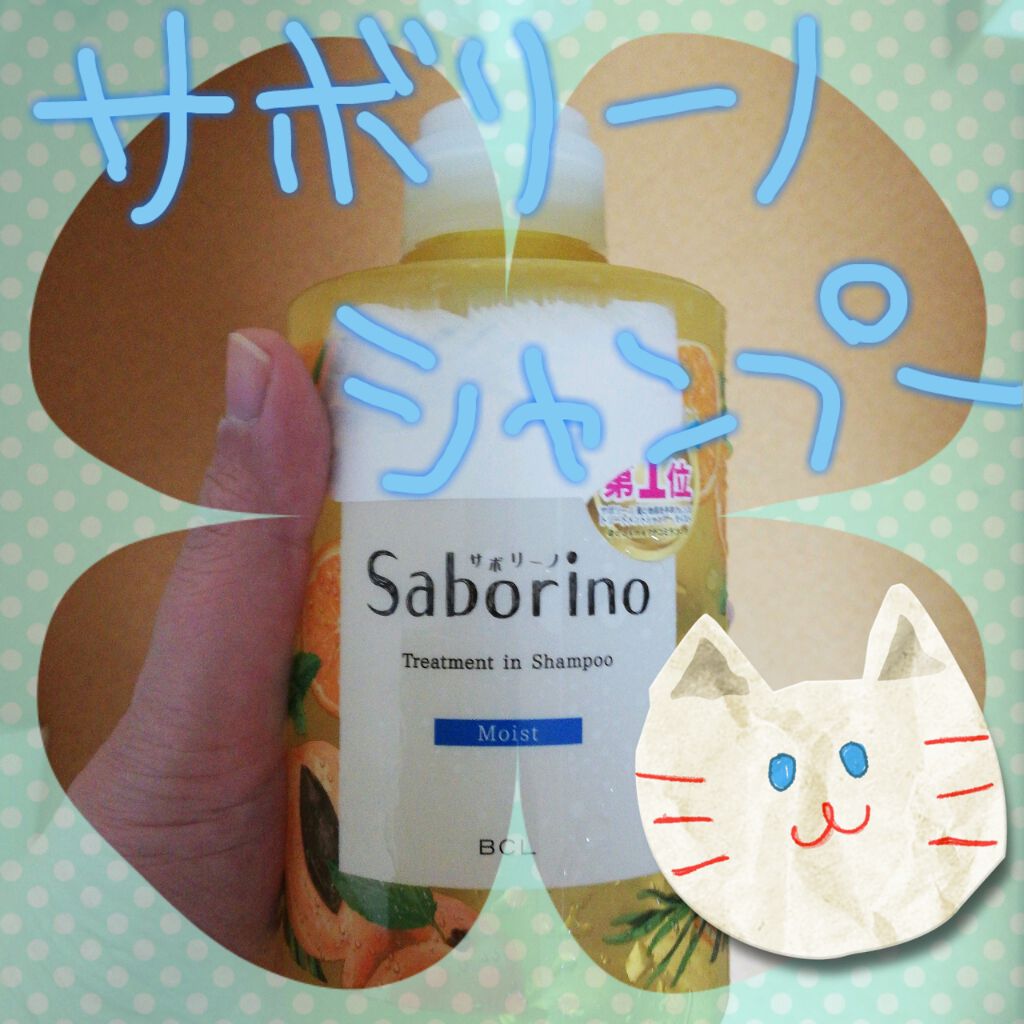 サボリーノ
シャンプー
第1位
サボリーノ
Saborino
Treatment in Shampoo
Moist
BCL